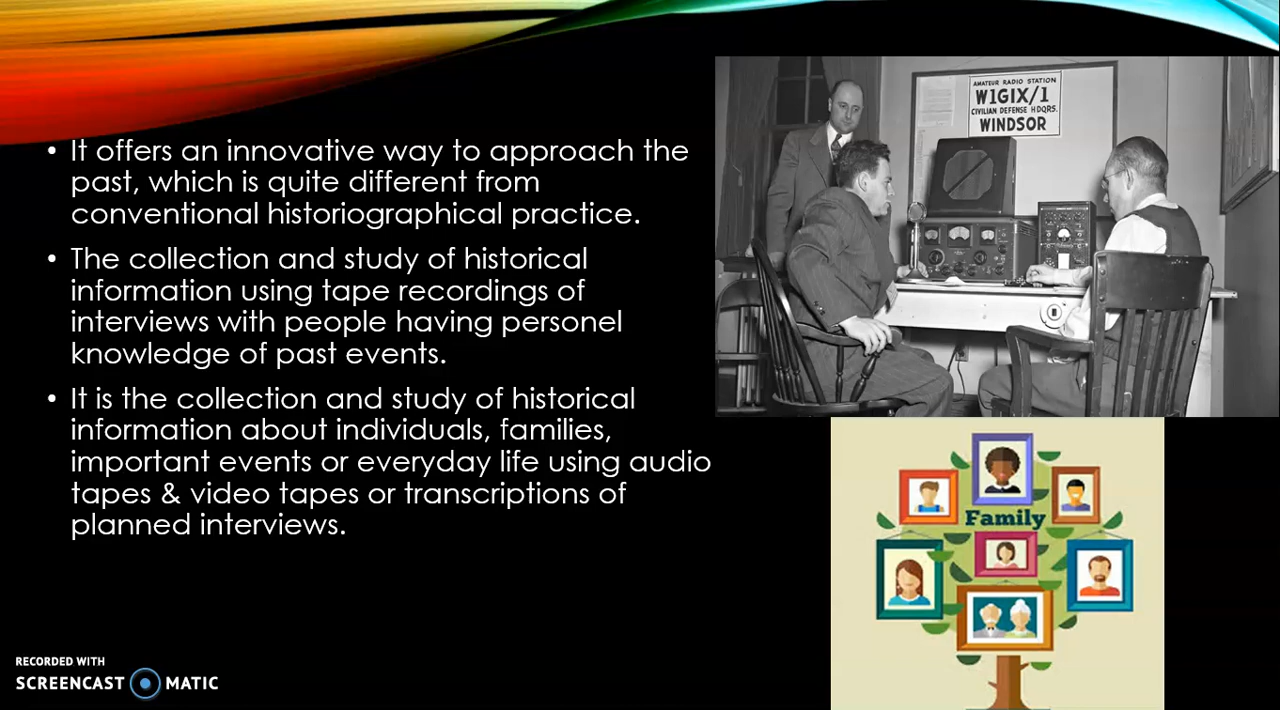 • It offers an innovative way to approach the
past, which is quite different from
conventional historiographical practice.
• The collection and study of historical
information using tape recordings of
interviews with people having personel
knowledge of past events.
• It is the collection and study of historical
information about individuals, families,
important events or everyday life using audio
tapes & video tapes or transcriptions of
planned interviews.
AMATEUR RADIO STATION
W1GIX/1
CIVILIAN DEFENSE HDQRS.
WINDSOR
Family
RECORDED WITH
SCREENCAST MATIC